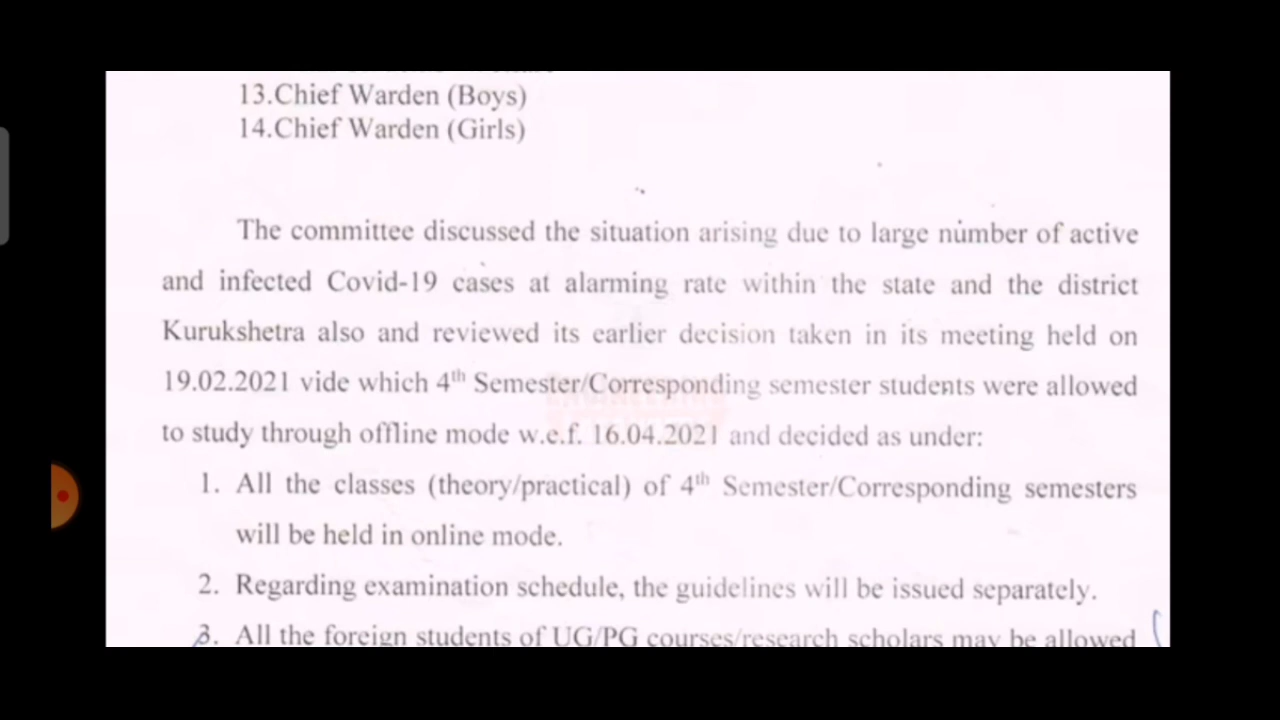 13.Chief Warden (Boys)
14.Chief Warden (Girls)
The committee discussed the situation arising due to large number of active
and infected Covid-19 cases at alarming rate within the state and the district
Kurukshetra also and reviewed its earlier decision taken in its meeting held on
19.02.2021 vide which 4th Semester/Corresponding semester students were allowed
to study through offline mode w.e.f. 16.04.2021 and decided as under:
1. All the classes (theory/practical) of 4th Semester/Corresponding semesters
will be held in online mode.
2. Regarding examination schedule, the guidelines will be issued separately.
3. All the foreign students of UG/PG courses/research scholars may be allowed